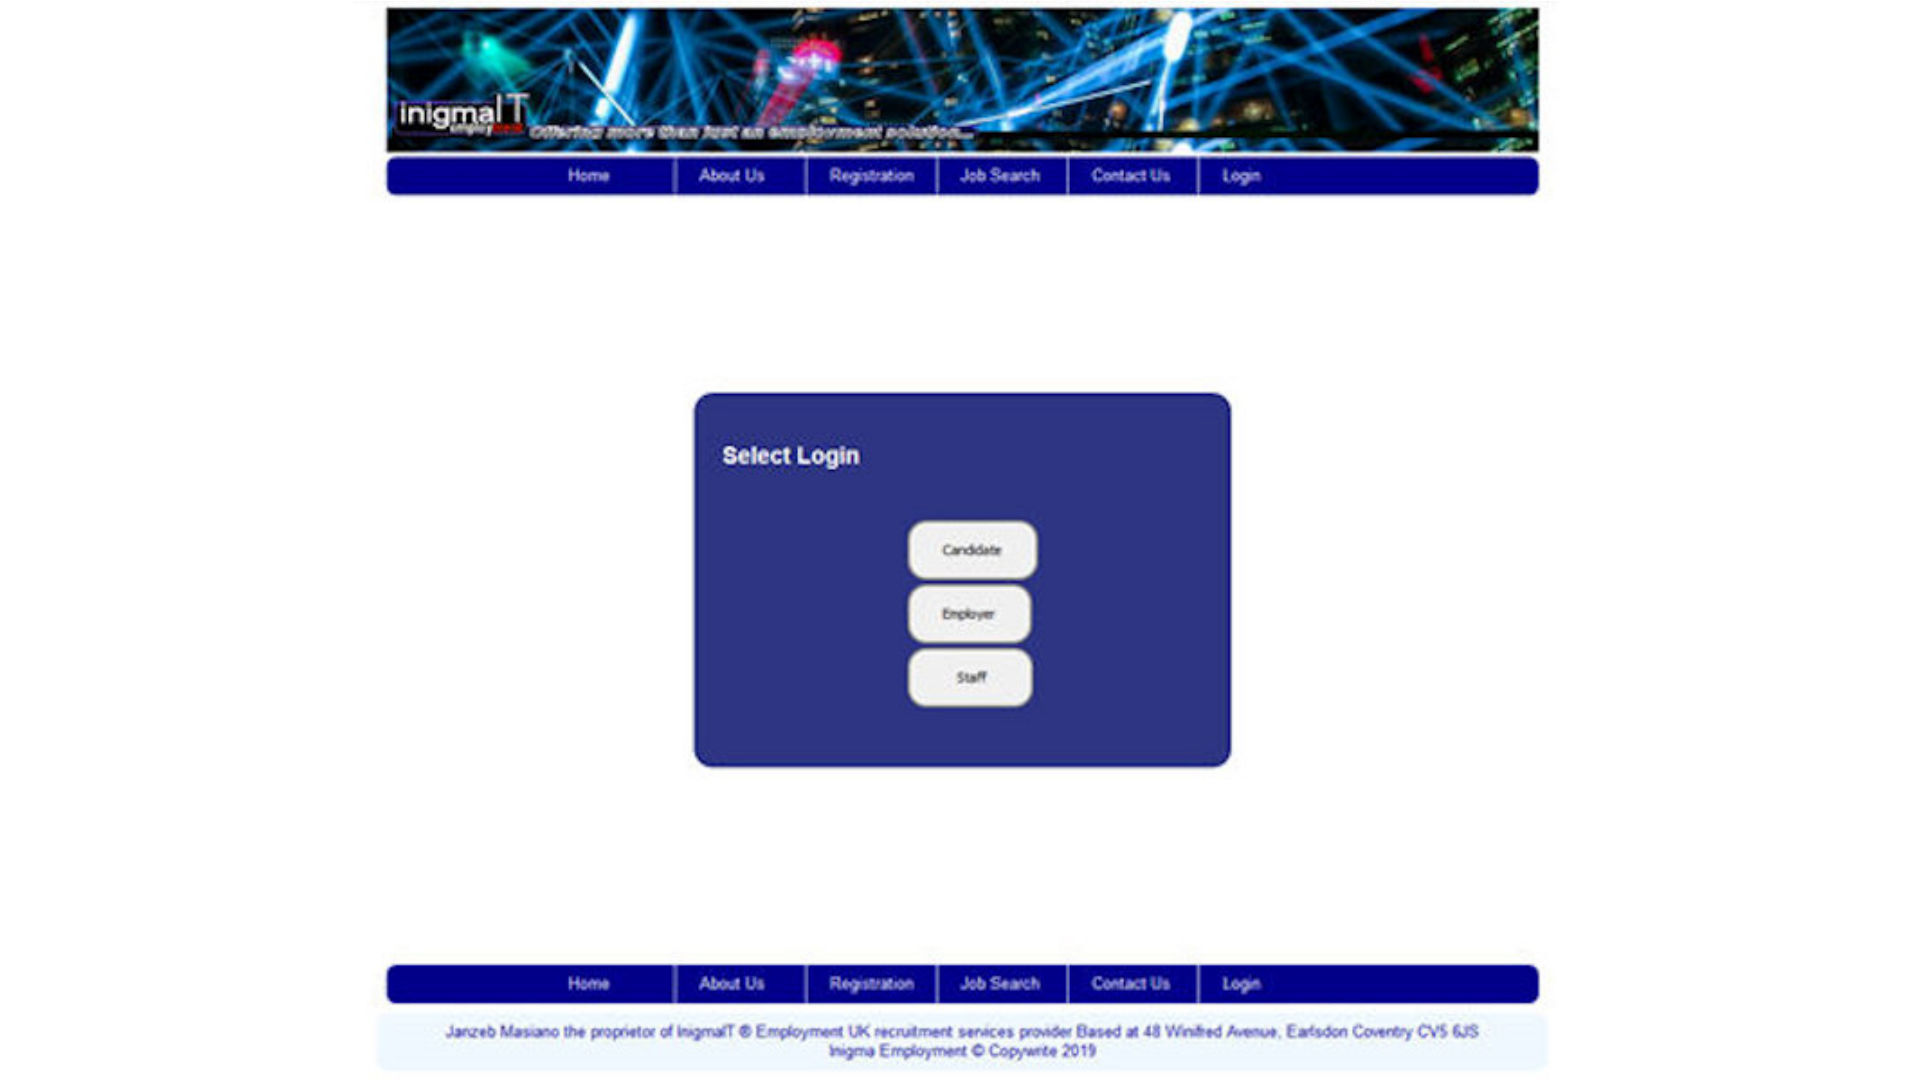 inigmaIT
Offering more than just an employment solution...
Home About Us Registration Job Search Contact Us Login
Select Login
Candidate
Employer
Staff
Home About Us Registration Job Search Contact Us Login
Janzeb Masiano the proprietor of InigmaIT ® Employment UK recruitment services provider Based at 48 Winifred Avenue, Earlsdon Coventry CV5 6JS
Inigma Employment © Copywrite 2019